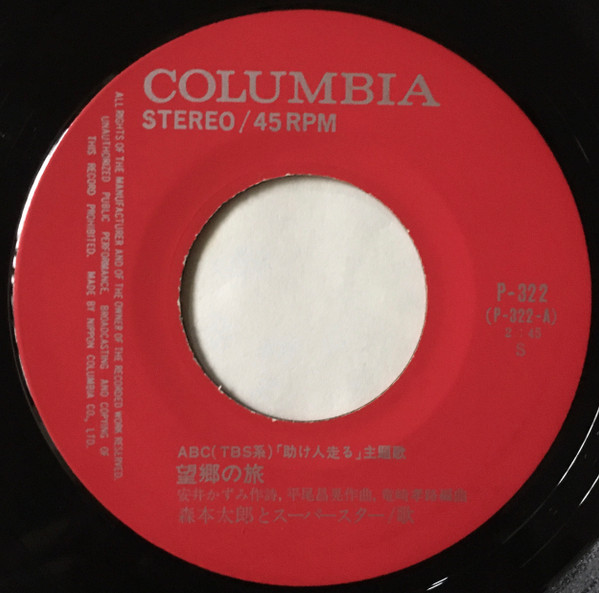 COLUMBIA
STEREO/45RPM
ALL RIGHTS OF THE MANUFACTURER AND OF THE OWNER OF THE RECORDED WORK RESERVED.
UNAUTHORIZED PUBLIC PERFORMANCE, BROADCASTING AND COPYING OF
THIS RECORD PROHIBITED. MADE BY NIPPON COLUMBIA CO., LTD.
P-322
(P-322-A)
2:45
S
ABC(TBS系)「助け人走る」主題歌
望郷の旅
安井かずみ作詩, 平尾昌晃作曲, 竜崎孝路編曲
森本太郎とスーパースター/歌